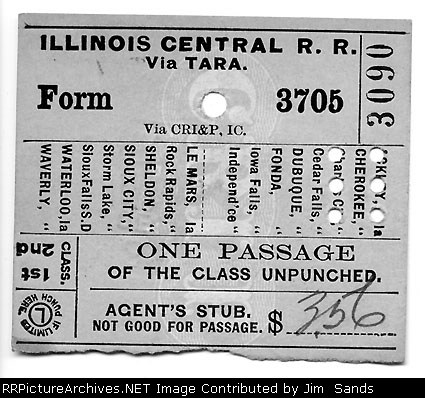 ILLINOIS CENTRAL R. R.
Via TARA.
Form 3705
3090
Via CRI&P, IC.
WAVERLY, "
WATERLOO, Ia
Sioux Falls S. D
Storm Lake, "
SIOUX CITY, "
SHELDON, "
Rock Rapids, "
LE MARS, Ia
Independ'ce "
Iowa Falls, "
FONDA, "
DUBUQUE, "
Cedar Falls, "
CHEROKEE, "
CLASS.
1st
2nd
ONE PASSAGE
OF THE CLASS UNPUNCHED.
IF LIMITED
L
PUNCH HERE.
AGENT'S STUB.
NOT GOOD FOR PASSAGE.
$ 3.56
RailPictureArchives.NET Image Contributed by Jim Sands